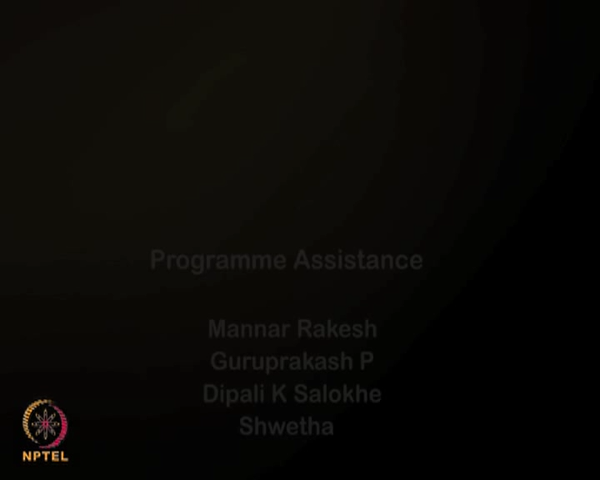 Programme Assistance
Mannar Rakesh
Guruprakash P
Dipali K Salokhe
Shwetha
NPTEL